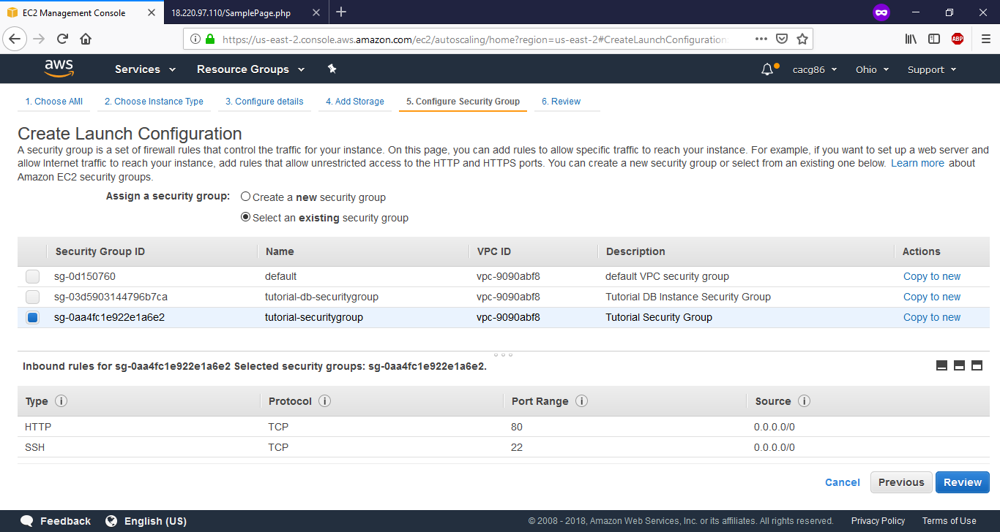 EC2 Management Console
18.220.97.110/SamplePage.php
https://us-east-2.console.aws.amazon.com/ec2/autoscaling/home?region=us-east-2#CreateLaunchConfiguration
ABP
aws Services Resource Groups cacg86 Ohio Support
1. Choose AMI 2. Choose Instance Type 3. Configure details 4. Add Storage 5. Configure Security Group 6. Review
Create Launch Configuration
A security group is a set of firewall rules that control the traffic for your instance. On this page, you can add rules to allow specific traffic to reach your instance. For example, if you want to set up a web server and
allow Internet traffic to reach your instance, add rules that allow unrestricted access to the HTTP and HTTPS ports. You can create a new security group or select from an existing one below. Learn more about
Amazon EC2 security groups.
Assign a security group: Create a new security group
Select an existing security group
Security Group ID Name VPC ID Description Actions
sg-0d150760 default vpc-9090abf8 default VPC security group Copy to new
sg-03d5903144796b7ca tutorial-db-securitygroup vpc-9090abf8 Tutorial DB Instance Security Group Copy to new
sg-0aa4fc1e922e1a6e2 tutorial-securitygroup vpc-9090abf8 Tutorial Security Group Copy to new
Inbound rules for sg-0aa4fc1e922e1a6e2 Selected security groups: sg-0aa4fc1e922e1a6e2.
Type i Protocol i Port Range i Source i
HTTP TCP 80 0.0.0.0/0
SSH TCP 22 0.0.0.0/0
Cancel Previous Review
Feedback English (US) © 2008 - 2018, Amazon Web Services, Inc. or its affiliates. All rights reserved. Privacy Policy Terms of Use